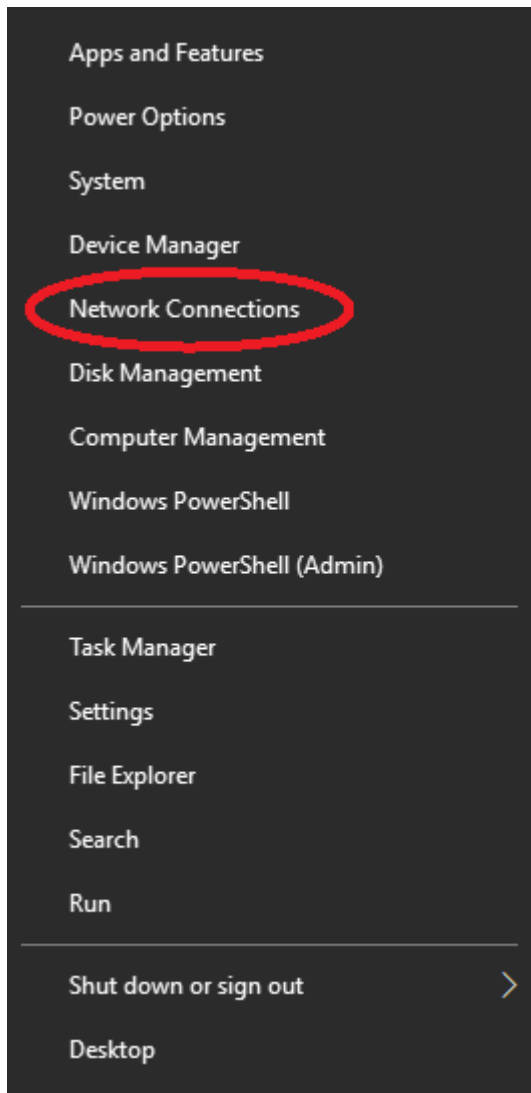 Apps and Features
Power Options
System
Device Manager
Network Connections
Disk Management
Computer Management
Windows PowerShell
Windows PowerShell (Admin)
Task Manager
Settings
File Explorer
Search
Run
Shut down or sign out
Desktop